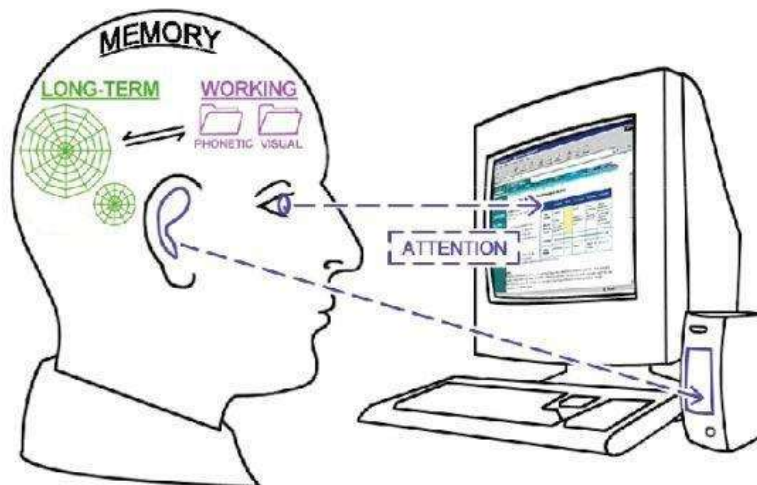 MEMORY
LONG-TERM
WORKING
PHONETIC VISUAL
ATTENTION